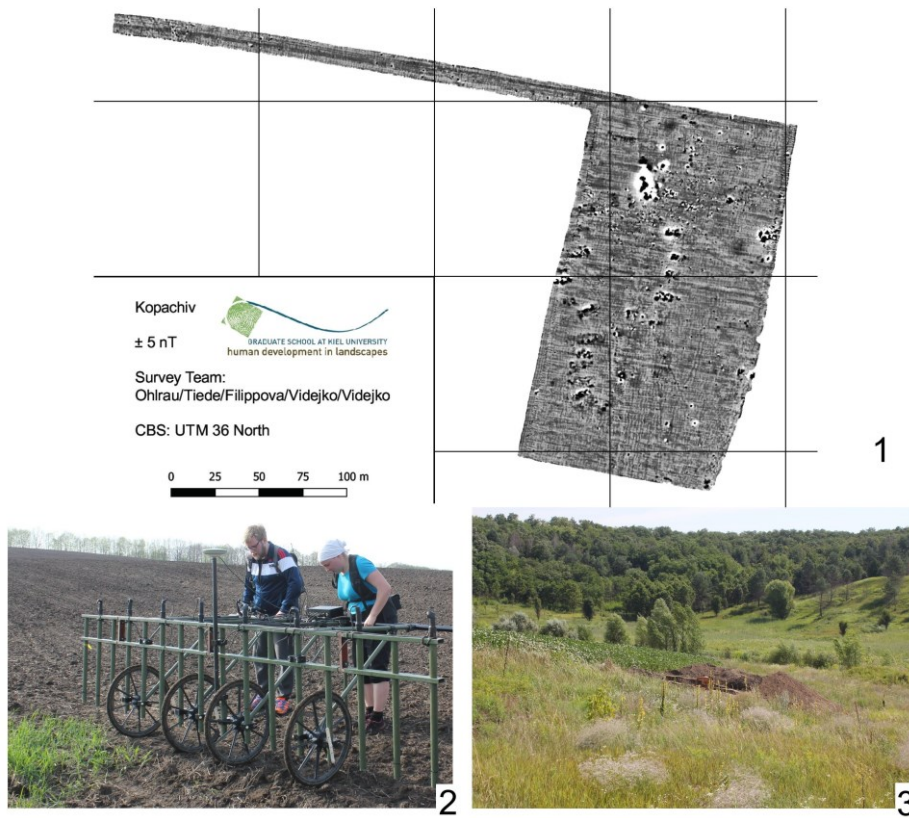 1
Kopachiv
± 5 nT
GRADUATE SCHOOL AT KIEL UNIVERSITY
human development in landscapes
Survey Team:
Ohlrau/Tiede/Filippova/Videjko/Videjko
CBS: UTM 36 North
0 25 50 75 100 m
2
3